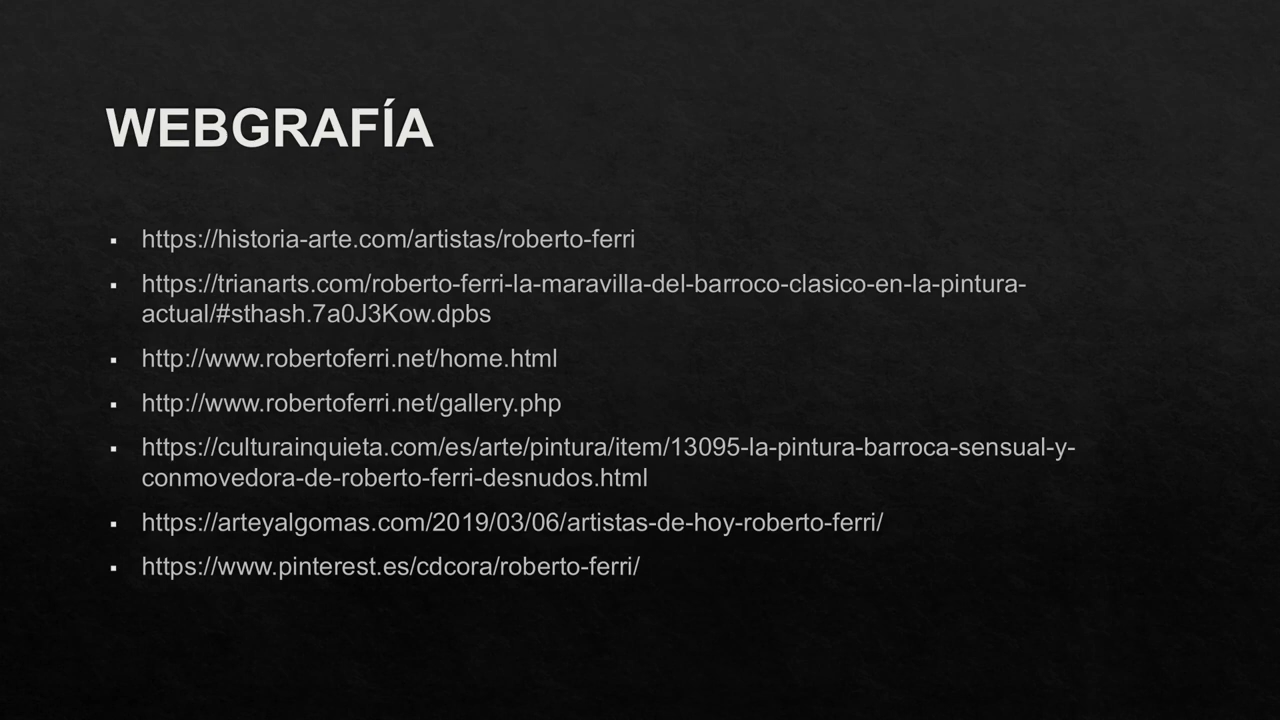 WEBGRAFÍA
▪ https://historia-arte.com/artistas/roberto-ferri
▪ https://trianarts.com/roberto-ferri-la-maravilla-del-barroco-clasico-en-la-pintura-
actual/#sthash.7a0J3Kow.dpbs
▪ http://www.robertoferri.net/home.html
▪ http://www.robertoferri.net/gallery.php
▪ https://culturainquieta.com/es/arte/pintura/item/13095-la-pintura-barroca-sensual-y-
conmovedora-de-roberto-ferri-desnudos.html
▪ https://arteyalgomas.com/2019/03/06/artistas-de-hoy-roberto-ferri/
▪ https://www.pinterest.es/cdcora/roberto-ferri/